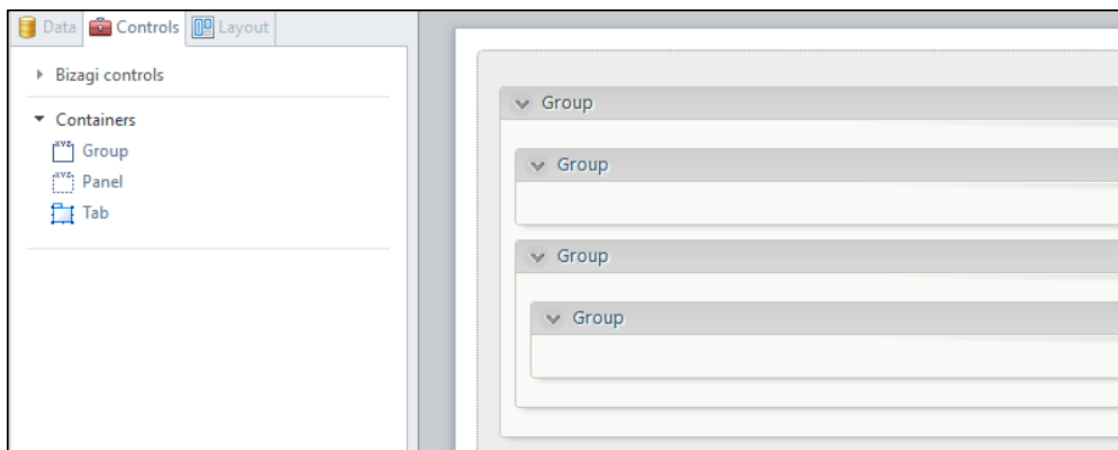 Data Controls Layout
Bizagi controls
Containers
Group
Panel
Tab
Group
Group
Group
Group